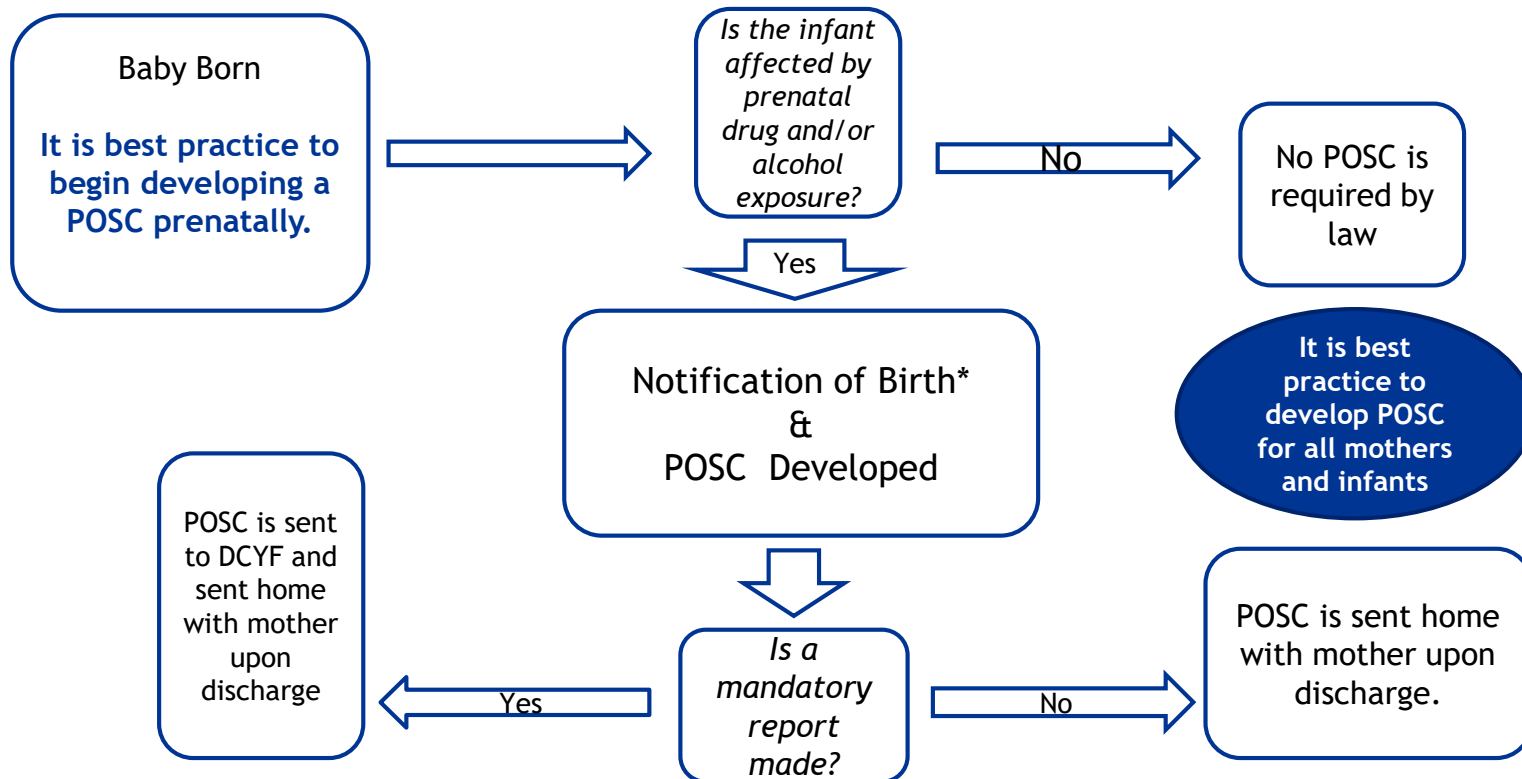 Baby Born
It is best practice to
begin developing a
POSC prenatally.
Is the infant
affected by
prenatal
drug and/or
alcohol
exposure?
No
No POSC is
required by
law
Yes
It is best
practice to
develop POSC
for all mothers
and infants
Notification of Birth*
&
POSC Developed
POSC is sent
to DCYF and
sent home
with mother
upon
discharge
Yes
Is a
mandatory
report
made?
No
POSC is sent home
with mother upon
discharge.